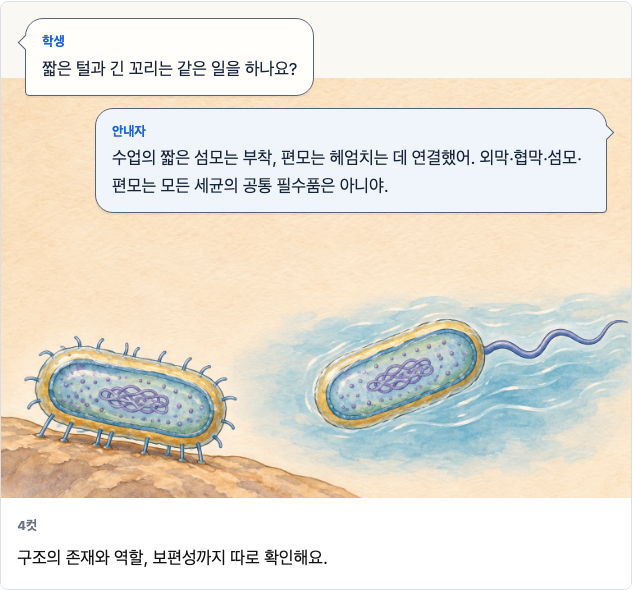 학생
짧은 털과 긴 꼬리는 같은 일을 하나요?
안내자
수업의 짧은 섬모는 부착, 편모는 헤엄치는 데 연결했어. 외막·협막·섬모·
편모는 모든 세균의 공통 필수품은 아니야.
4컷
구조의 존재와 역할, 보편성까지 따로 확인해요.